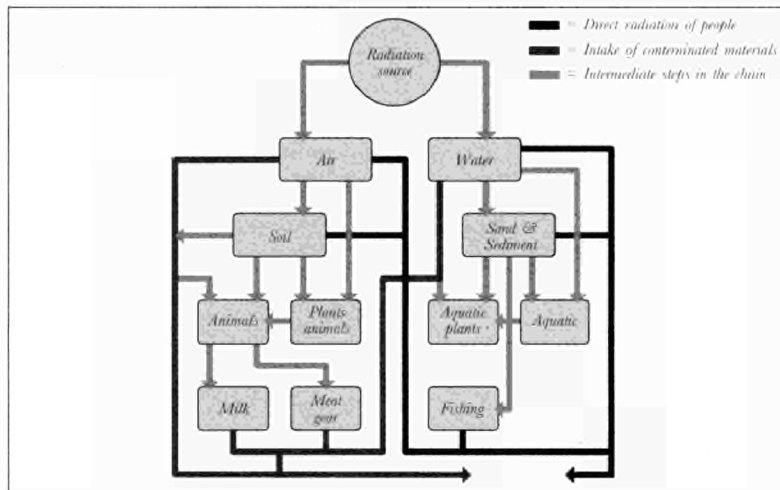 Radiation
source
= Direct radiation of people
= Intake of contaminated materials
= Intermediate steps in the chain
Air
Water
Soil
Sand &
Sediment
Animals
Plants
animals
Aquatic
plants
Aquatic
Milk
Meat
gear
Fishing